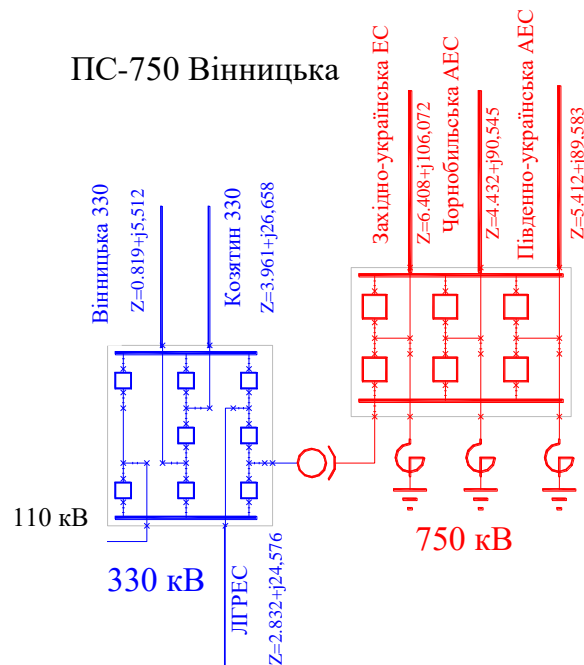 ПС-750 Вінницька
Західно-українська ЕС
Z=6.408+j106,072
Чорнобильська АЕС
Z=4.432+j90,545
Південно-українська АЕС
Z=5.412+j89.583
Вінницька 330
Z=0.819+j5,512
Козятин 330
Z=3.961+j26,658
110 кВ
330 кВ
ЛГРЕС
Z=2.832+j24,576
750 кВ